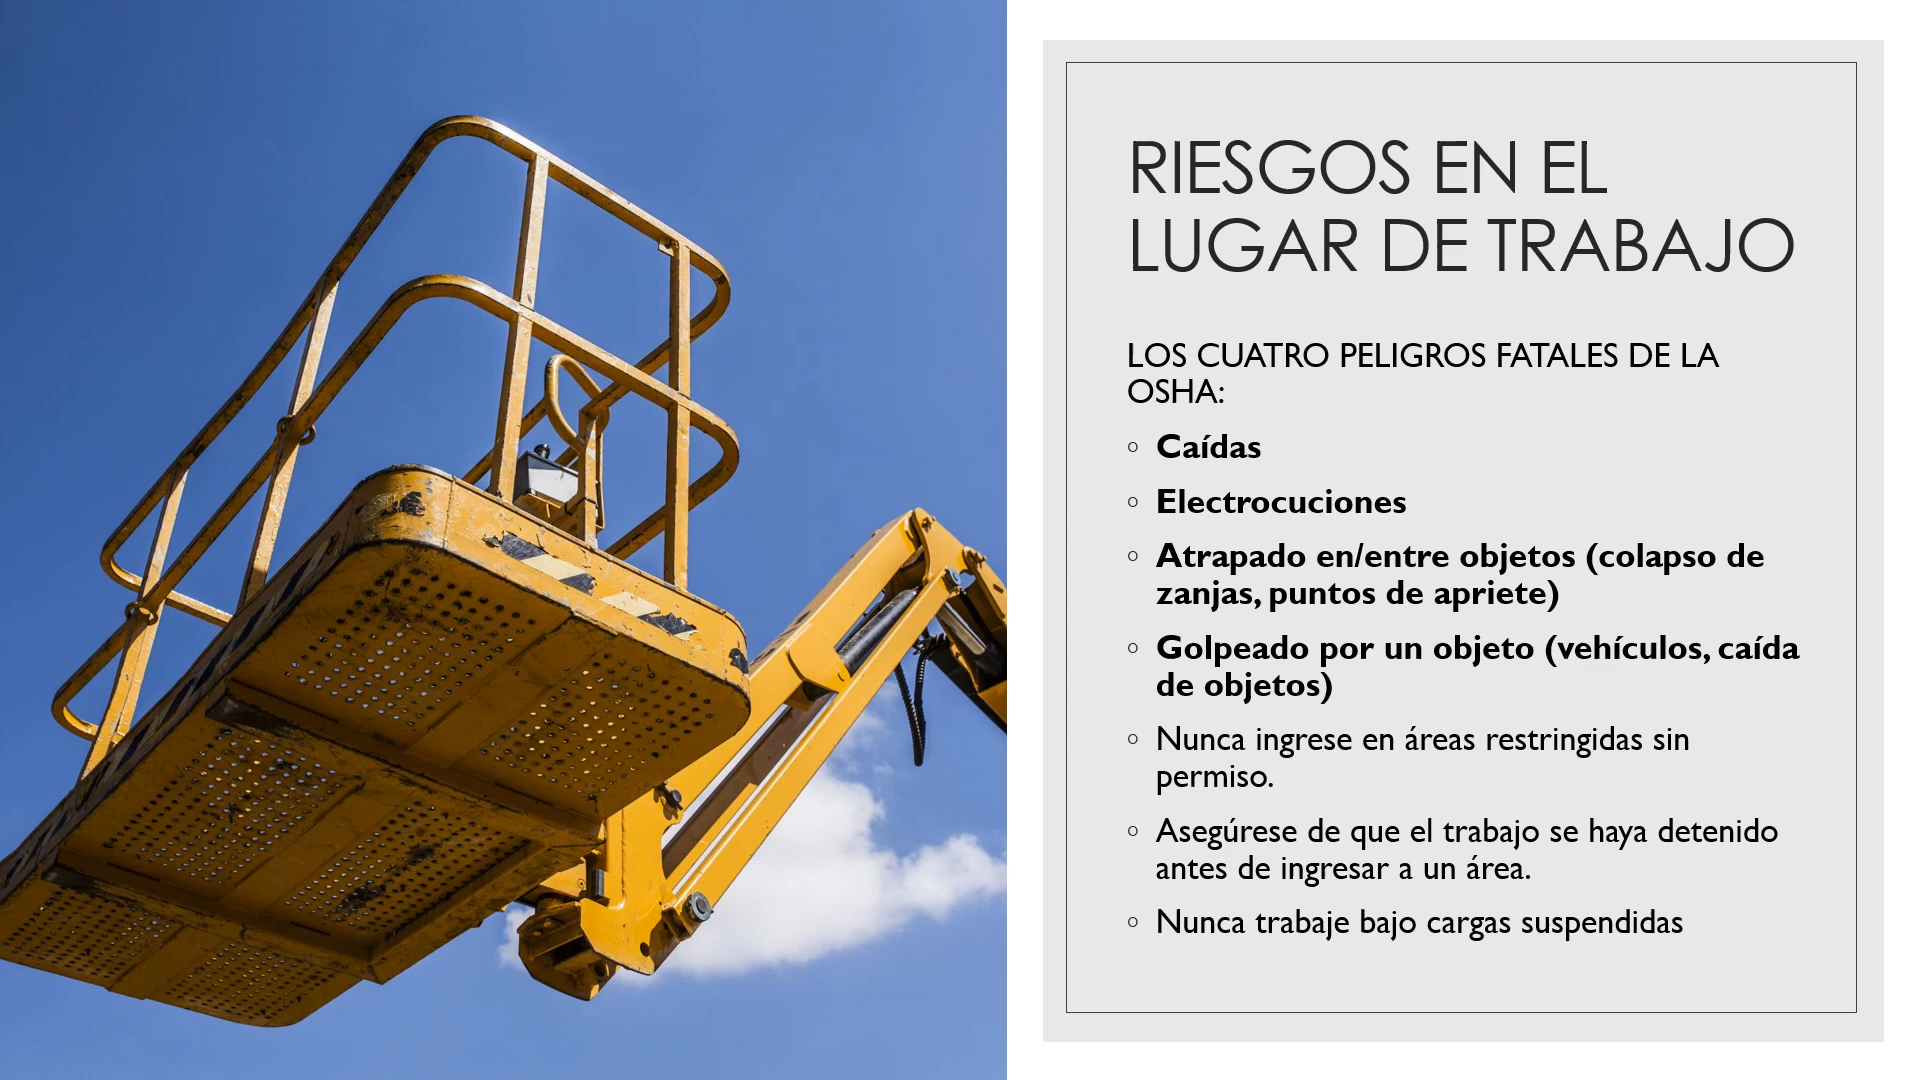 RIESGOS EN EL
LUGAR DE TRABAJO
LOS CUATRO PELIGROS FATALES DE LA
OSHA:
◦ Caídas
◦ Electrocuciones
◦ Atrapado en/entre objetos (colapso de
zanjas, puntos de apriete)
◦ Golpeado por un objeto (vehículos, caída
de objetos)
◦ Nunca ingrese en áreas restringidas sin
permiso.
◦ Asegúrese de que el trabajo se haya detenido
antes de ingresar a un área.
◦ Nunca trabaje bajo cargas suspendidas